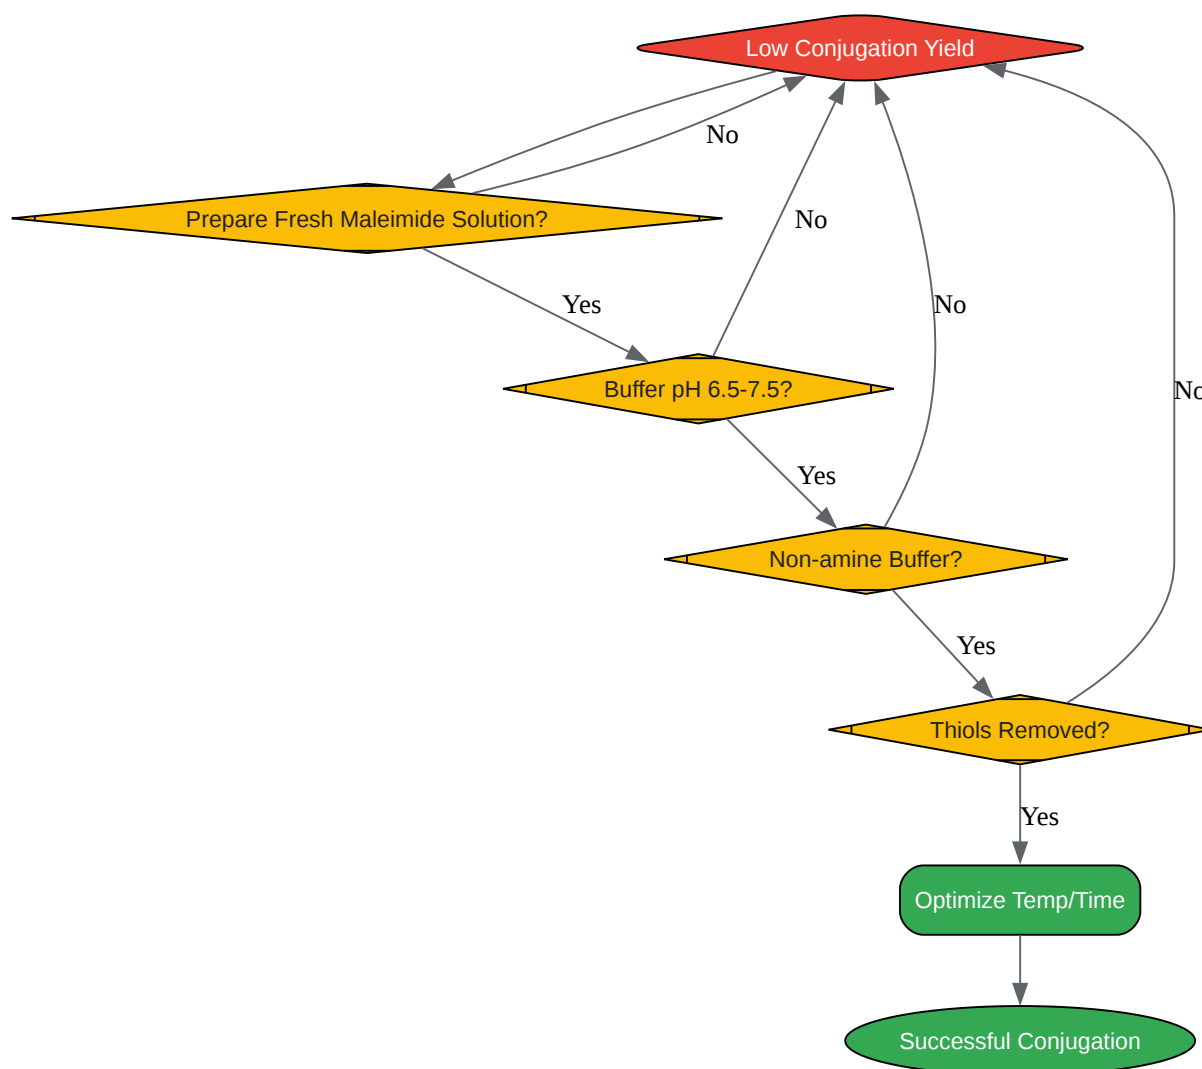 Low Conjugation Yield
No
Prepare Fresh Maleimide Solution?
No
Yes
No
Buffer pH 6.5-7.5?
No
Yes
Non-amine Buffer?
Yes
Thiols Removed?
Yes
Optimize Temp/Time
Successful Conjugation